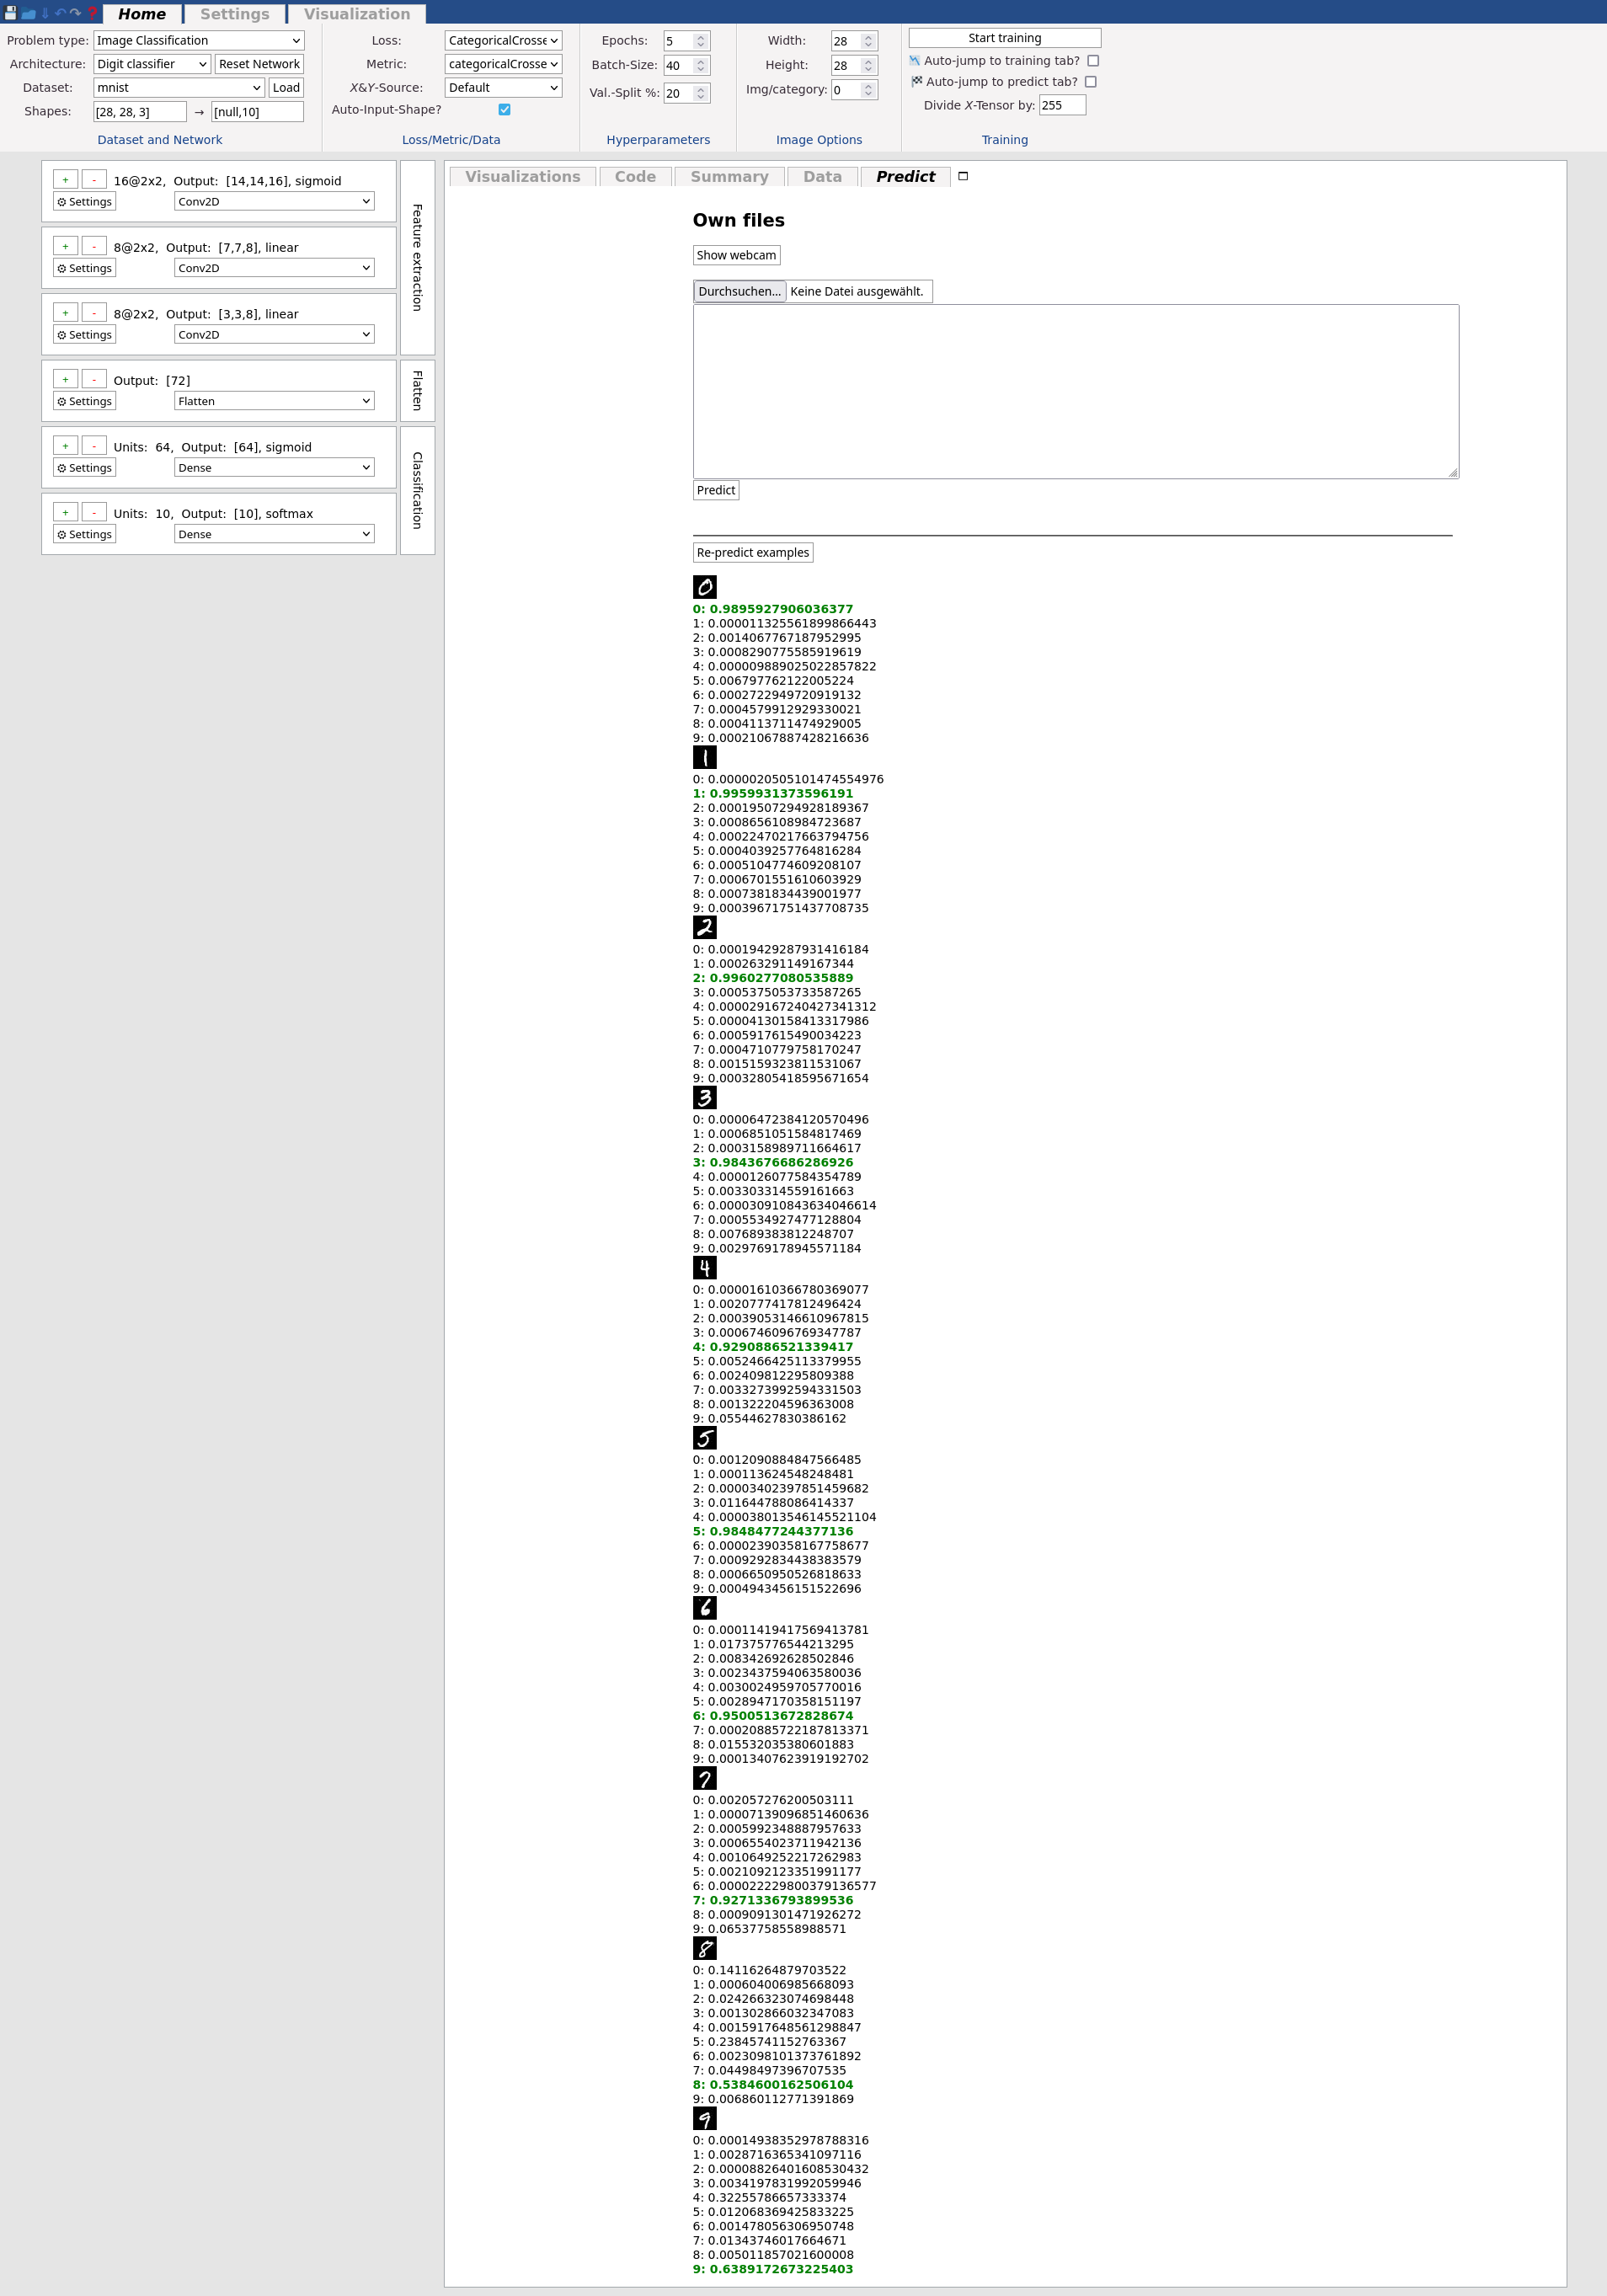 Home Settings Visualization
Problem type: Image Classification
Architecture: Digit classifier Reset Network
Dataset: mnist Load
Shapes: [28, 28, 3] → [null,10]
Dataset and Network
Loss: CategoricalCrosse
Metric: categoricalCrosse
X&Y-Source: Default
Auto-Input-Shape?
Loss/Metric/Data
Epochs: 5
Batch-Size: 40
Val.-Split %: 20
Hyperparameters
Width: 28
Height: 28
Img/category: 0
Image Options
Start training
Auto-jump to training tab?
Auto-jump to predict tab?
Divide X-Tensor by: 255
Training
+ - 16@2x2, Output: [14,14,16], sigmoid
Settings Conv2D
+ - 8@2x2, Output: [7,7,8], linear
Settings Conv2D
+ - 8@2x2, Output: [3,3,8], linear
Settings Conv2D
Feature extraction
+ - Output: [72]
Settings Flatten
Flatten
+ - Units: 64, Output: [64], sigmoid
Settings Dense
+ - Units: 10, Output: [10], softmax
Settings Dense
Classification
Visualizations Code Summary Data Predict
Own files
Show webcam
Durchsuchen... Keine Datei ausgewählt.
Predict
Re-predict examples
0
0: 0.9895927906036377
1: 0.000011325561899866443
2: 0.0014067767187952995
3: 0.0008290775585919619
4: 0.000009889025022857822
5: 0.006797762122005224
6: 0.0002722949720919132
7: 0.0004579912929330021
8: 0.0004113711474929005
9: 0.00021067887428216636
1
0: 0.0000020505101474554976
1: 0.9959931373596191
2: 0.00019507294928189367
3: 0.0008656108984723687
4: 0.00022470217663794756
5: 0.0004039257764816284
6: 0.0005104774609208107
7: 0.0006701551610603929
8: 0.0007381834439001977
9: 0.00039671751437708735
2
0: 0.00019429287931416184
1: 0.000263291149167344
2: 0.9960277080535889
3: 0.0005375053733587265
4: 0.000029167240427341312
5: 0.00004130158413317986
6: 0.0005917615490034223
7: 0.0004710779758170247
8: 0.0015159323811531067
9: 0.00032805418595671654
3
0: 0.00006472384120570496
1: 0.0006851051584817469
2: 0.0003158989711664617
3: 0.9843676686286926
4: 0.0000126077584354789
5: 0.003303314559161663
6: 0.000030910843634046614
7: 0.0005534927477128804
8: 0.007689383812248707
9: 0.0029769178945571184
4
0: 0.00001610366780369077
1: 0.0020777417812496424
2: 0.00039053146610967815
3: 0.0006746096769347787
4: 0.9290886521339417
5: 0.0052466425113379955
6: 0.002409812295809388
7: 0.0033273992594331503
8: 0.001322204596363008
9: 0.05544627830386162
5
0: 0.0012090884847566485
1: 0.000113624548248481
2: 0.00003402397851459682
3: 0.011644788086414337
4: 0.000038013546145521104
5: 0.9848477244377136
6: 0.00002390358167758677
7: 0.0009292834438383579
8: 0.0006650950526818633
9: 0.0004943456151522696
6
0: 0.00011419417569413781
1: 0.017375776544213295
2: 0.008342692628502846
3: 0.0023437594063580036
4: 0.0030024959705770016
5: 0.0028947170358151197
6: 0.9500513672828674
7: 0.00020885722187813371
8: 0.015532035380601883
9: 0.00013407623919192702
7
0: 0.002057276200503111
1: 0.00007139096851460636
2: 0.0005992348887957633
3: 0.0006554023711942136
4: 0.0010649252217262983
5: 0.0021092123351991177
6: 0.000022229800379136577
7: 0.9271336793899536
8: 0.0009091301471926272
9: 0.06537758558988571
8
0: 0.14116264879703522
1: 0.000604006985668093
2: 0.024266323074698448
3: 0.001302866032347083
4: 0.0015917648561298847
5: 0.23845741152763367
6: 0.0023098101373761892
7: 0.04498497396707535
8: 0.5384600162506104
9: 0.006860112771391869
9
0: 0.00014938352978788316
1: 0.0028716365341097116
2: 0.00008826401608530432
3: 0.0034197831992059946
4: 0.32255786657333374
5: 0.012068369425833225
6: 0.001478056306950748
7: 0.01343746017664671
8: 0.005011857021600008
9: 0.6389172673225403